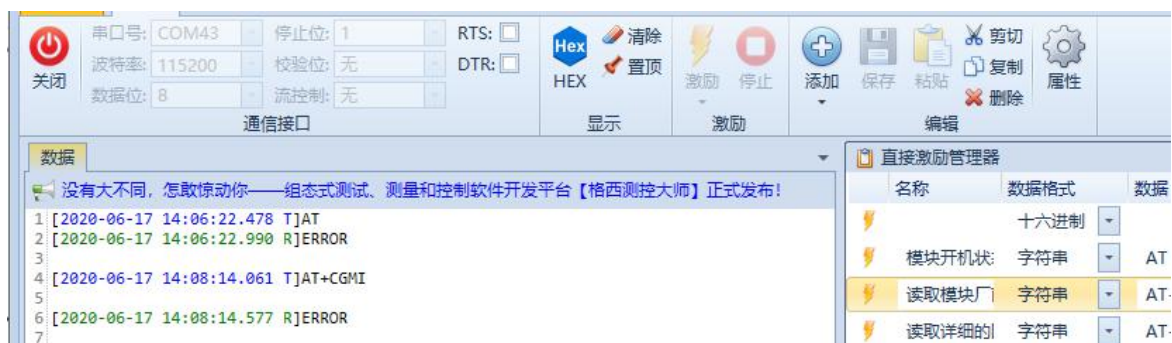 串口号: COM43 停止位: 1 RTS:
波特率: 115200 校验位: 无 DTR:
数据位: 8 流控制: 无
关闭
通信接口
Hex
HEX
清除
置顶
显示
激励 停止
激励
添加 保存 粘贴
剪切
复制
删除
属性
编辑
数据
没有大不同，怎敢惊动你——组态式测试、测量和控制软件开发平台【格西测控大师】正式发布！
1 [2020-06-17 14:06:22.478 T]AT
2 [2020-06-17 14:06:22.990 R]ERROR
3
4 [2020-06-17 14:08:14.061 T]AT+CGMI
5
6 [2020-06-17 14:08:14.577 R]ERROR
7
直接激励管理器
名称 数据格式 数据
十六进制
模块开机状 字符串 AT
读取模块厂 字符串 AT-
读取详细的 字符串 AT-